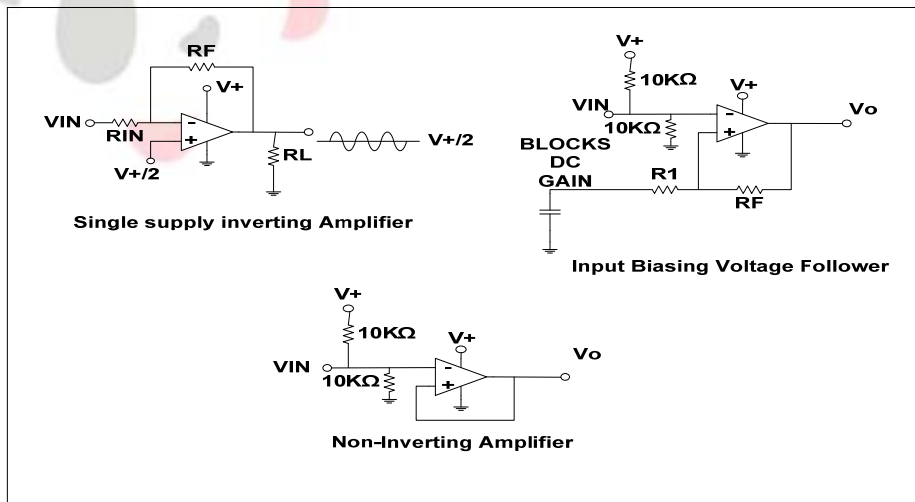 RF
V+
VIN
RIN
-
+
V+/2
RL
V+/2
Single supply inverting Amplifier
V+
10KΩ
V+
VIN
10KΩ
-
+
Vo
BLOCKS
DC
GAIN
R1
RF
Input Biasing Voltage Follower
V+
10KΩ
V+
VIN
10KΩ
-
+
Vo
Non-Inverting Amplifier